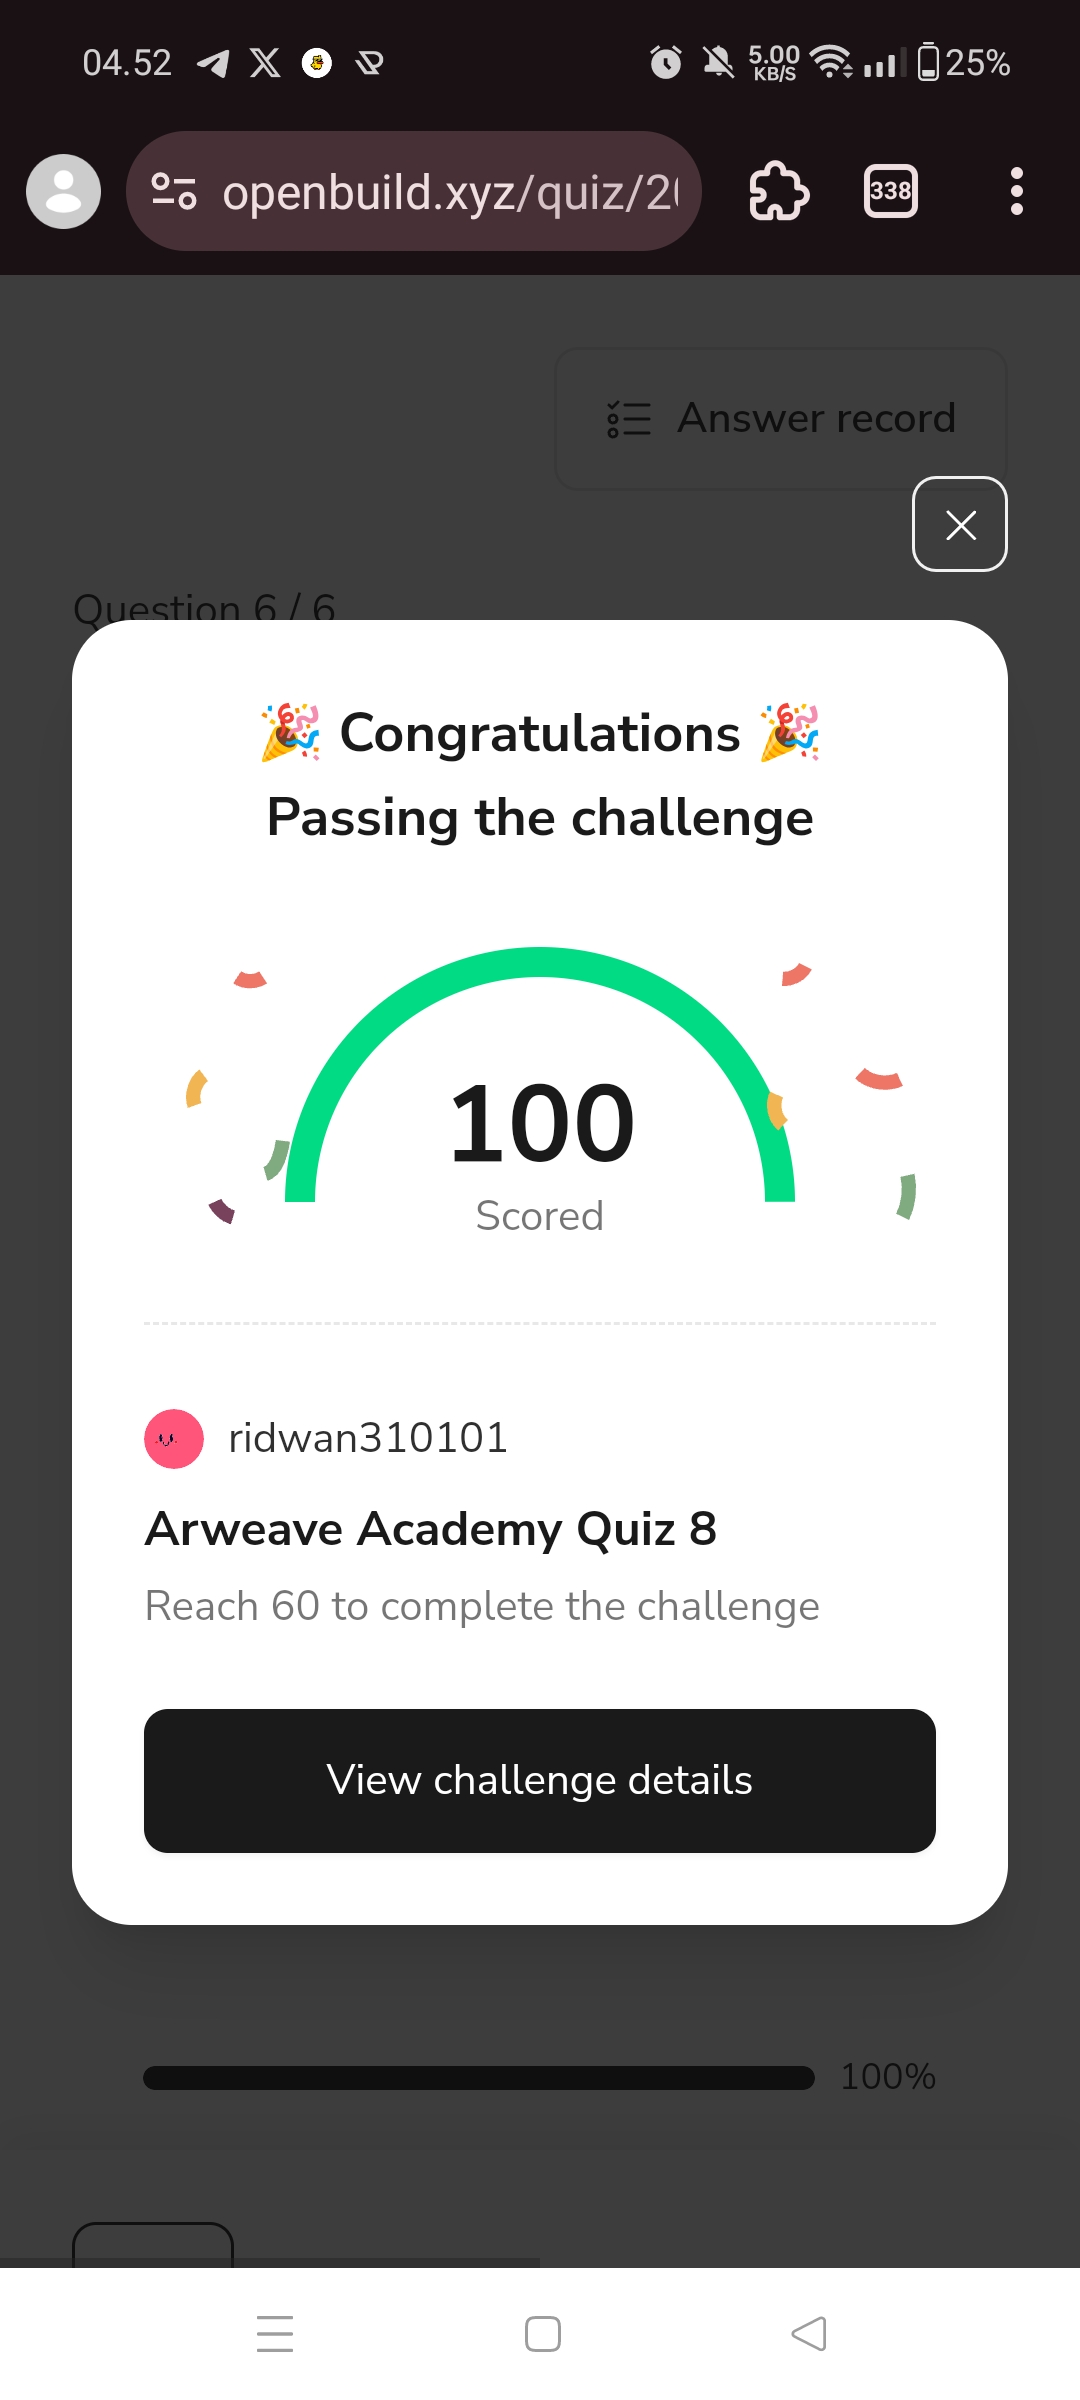 04.52
5.00
KB/S
25%
openbuild.xyz/quiz/2
338
Answer record
Question 6 / 6
🎉 Congratulations 🎉
Passing the challenge
100
Scored
ridwan310101
Arweave Academy Quiz 8
Reach 60 to complete the challenge
View challenge details
100%